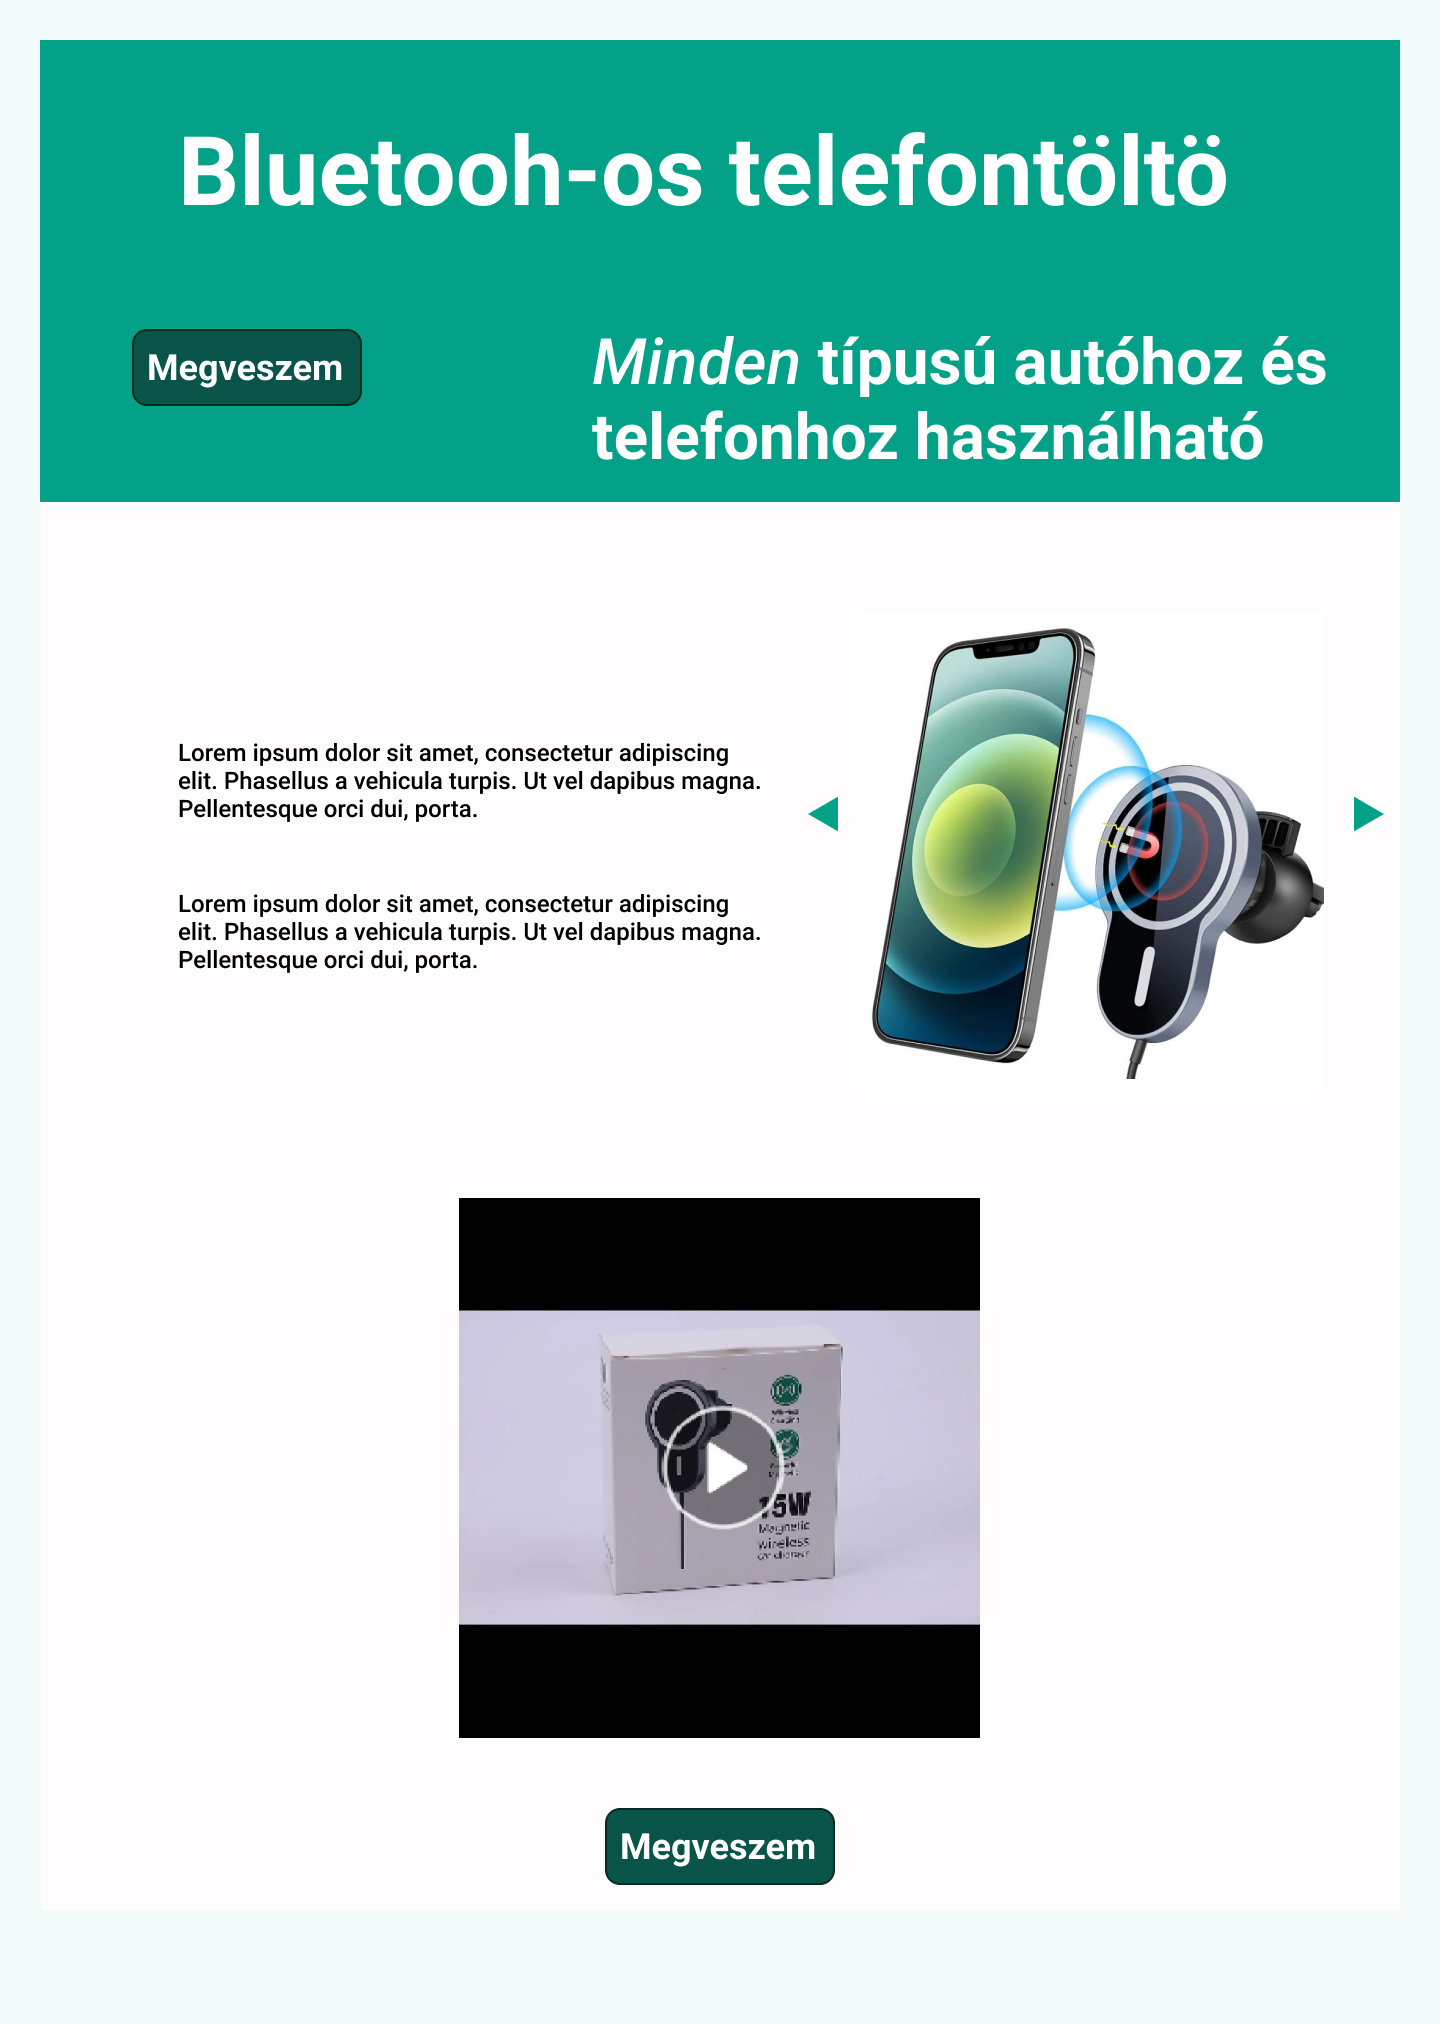 Bluetooh-os telefontöltö
Megveszem
Minden típusú autóhoz és
telefonhoz használható
Lorem ipsum dolor sit amet, consectetur adipiscing
elit. Phasellus a vehicula turpis. Ut vel dapibus magna.
Pellentesque orci dui, porta.
Lorem ipsum dolor sit amet, consectetur adipiscing
elit. Phasellus a vehicula turpis. Ut vel dapibus magna.
Pellentesque orci dui, porta.
15W
Magnetic
wireless
car charger
Megveszem